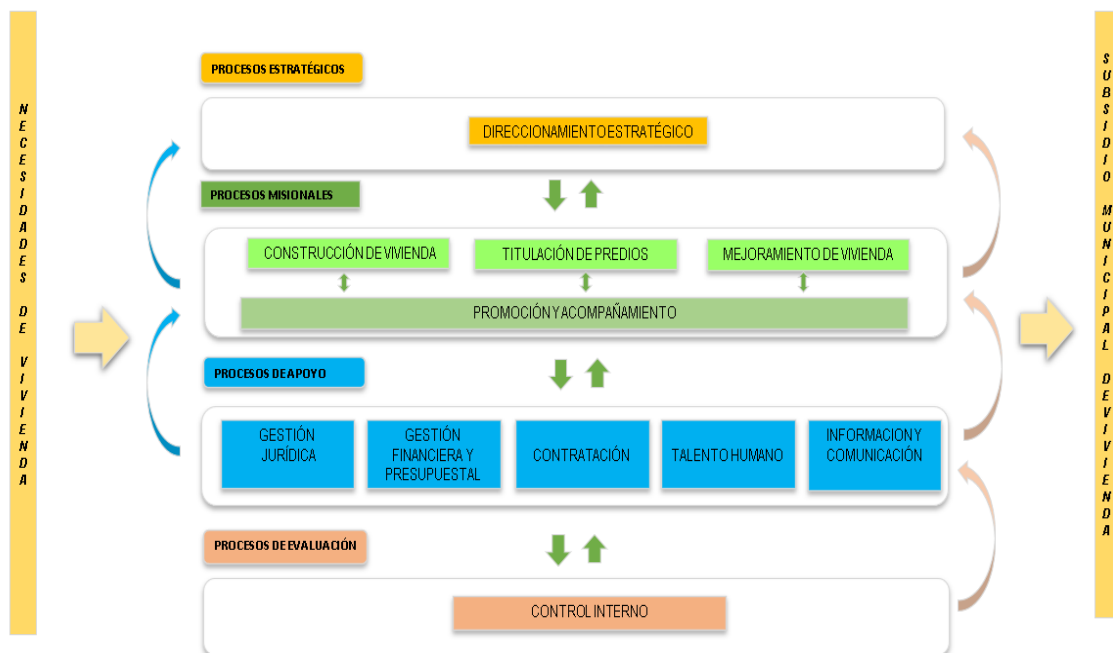 NECESIDADES DE VIVIENDA
PROCESOS ESTRATÉGICOS
DIRECCIONAMIENTO ESTRATÉGICO
PROCESOS MISIONALES
CONSTRUCCIÓN DE VIVIENDA
TITULACIÓN DE PREDIOS
MEJORAMIENTO DE VIVIENDA
PROMOCIÓN Y ACOMPAÑAMIENTO
PROCESOS DE APOYO
GESTIÓN
JURÍDICA
GESTIÓN
FINANCIERA Y
PRESUPUESTAL
CONTRATACIÓN
TALENTO HUMANO
INFORMACION Y
COMUNICACIÓN
PROCESOS DE EVALUACIÓN
CONTROL INTERNO
SUBSIDIO MUNICIPAL DE VIVIENDA